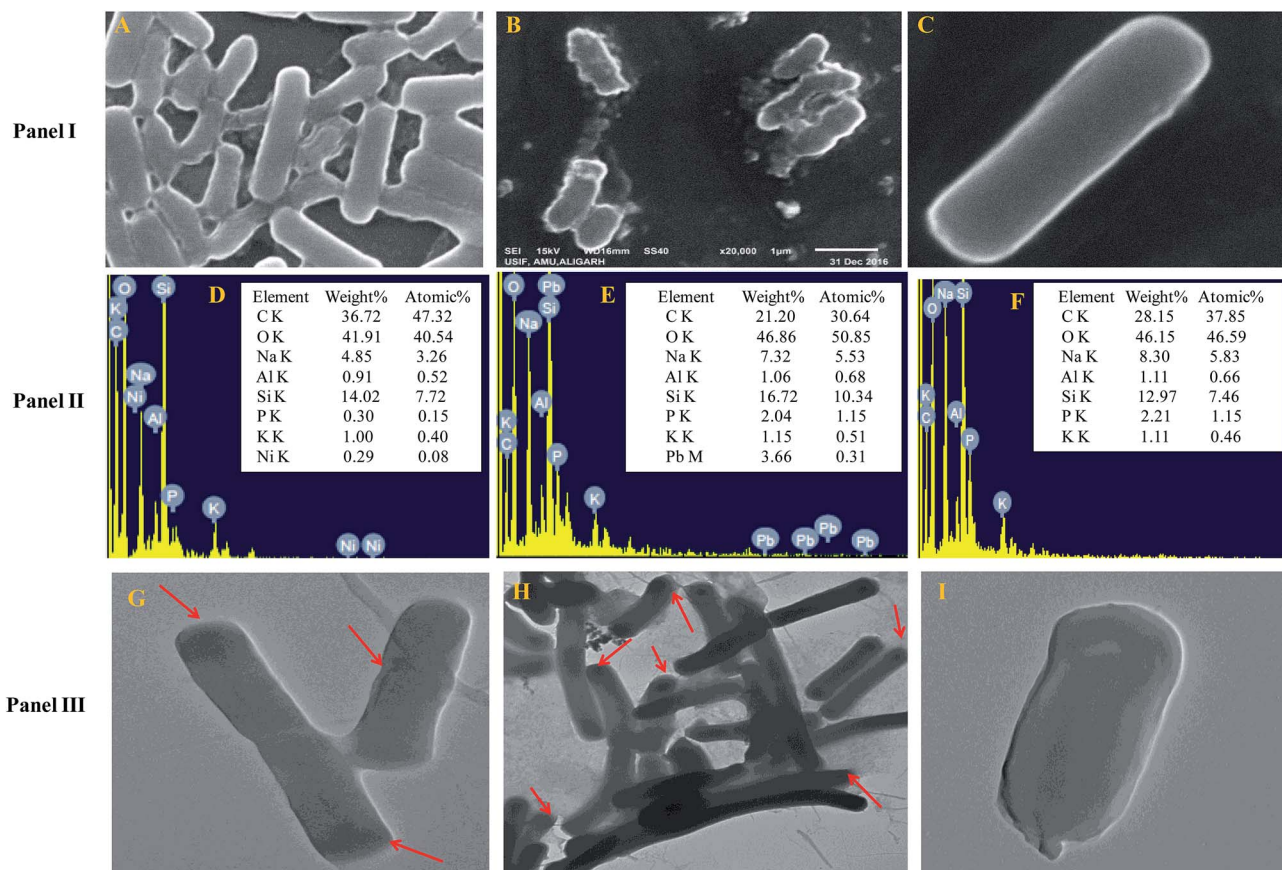 Panel I
A
B
C
SEI 15kV WD16mm SS40 x20,000 1µm
USIF, AMU,ALIGARH 31 Dec 2016
Panel II
D
Element Weight% Atomic%
C K 36.72 47.32
O K 41.91 40.54
Na K 4.85 3.26
Al K 0.91 0.52
Si K 14.02 7.72
P K 0.30 0.15
K K 1.00 0.40
Ni K 0.29 0.08
K
C
O
Na
Ni
Al
Si
P
K
Ni
Ni
E
Element Weight% Atomic%
C K 21.20 30.64
O K 46.86 50.85
Na K 7.32 5.53
Al K 1.06 0.68
Si K 16.72 10.34
P K 2.04 1.15
K K 1.15 0.51
Pb M 3.66 0.31
K
C
O
Na
Al
Pb
Si
P
K
Pb
Pb
Pb
Pb
F
Element Weight% Atomic%
C K 28.15 37.85
O K 46.15 46.59
Na K 8.30 5.83
Al K 1.11 0.66
Si K 12.97 7.46
P K 2.21 1.15
K K 1.11 0.46
K
C
O
Na
Al
Si
P
K
Panel III
G
H
I